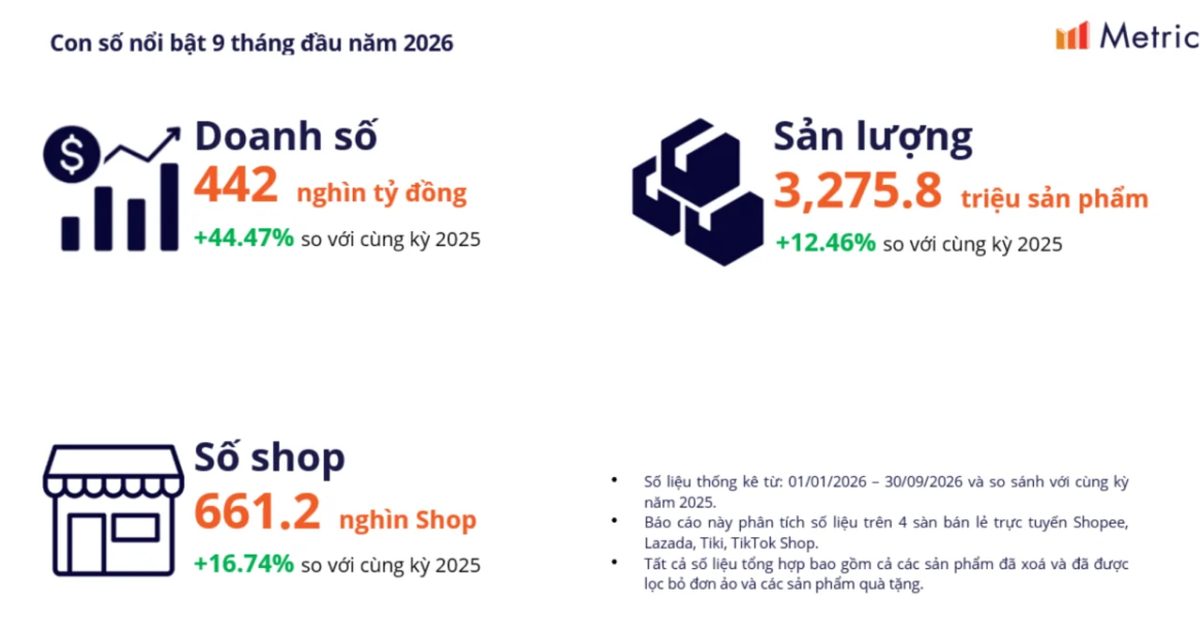 Con số nổi bật 9 tháng đầu năm 2026
Metric
Doanh số
442 nghìn tỷ đồng
+44.47% so với cùng kỳ 2025
Sản lượng
3,275.8 triệu sản phẩm
+12.46% so với cùng kỳ 2025
Số shop
661.2 nghìn Shop
+16.74% so với cùng kỳ 2025
• Số liệu thống kê từ: 01/01/2026 – 30/09/2026 và so sánh với cùng kỳ
năm 2025.
• Báo cáo này phân tích số liệu trên 4 sàn bán lẻ trực tuyến Shopee,
Lazada, Tiki, TikTok Shop.
• Tất cả số liệu tổng hợp bao gồm cả các sản phẩm đã xoá và đã được
lọc bỏ đơn ảo và các sản phẩm quà tặng.